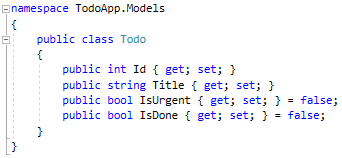 namespace TodoApp.Models
{
    public class Todo
    {
        public int Id { get; set; }
        public string Title { get; set; }
        public bool IsUrgent { get; set; } = false;
        public bool IsDone { get; set; } = false;
    }
}